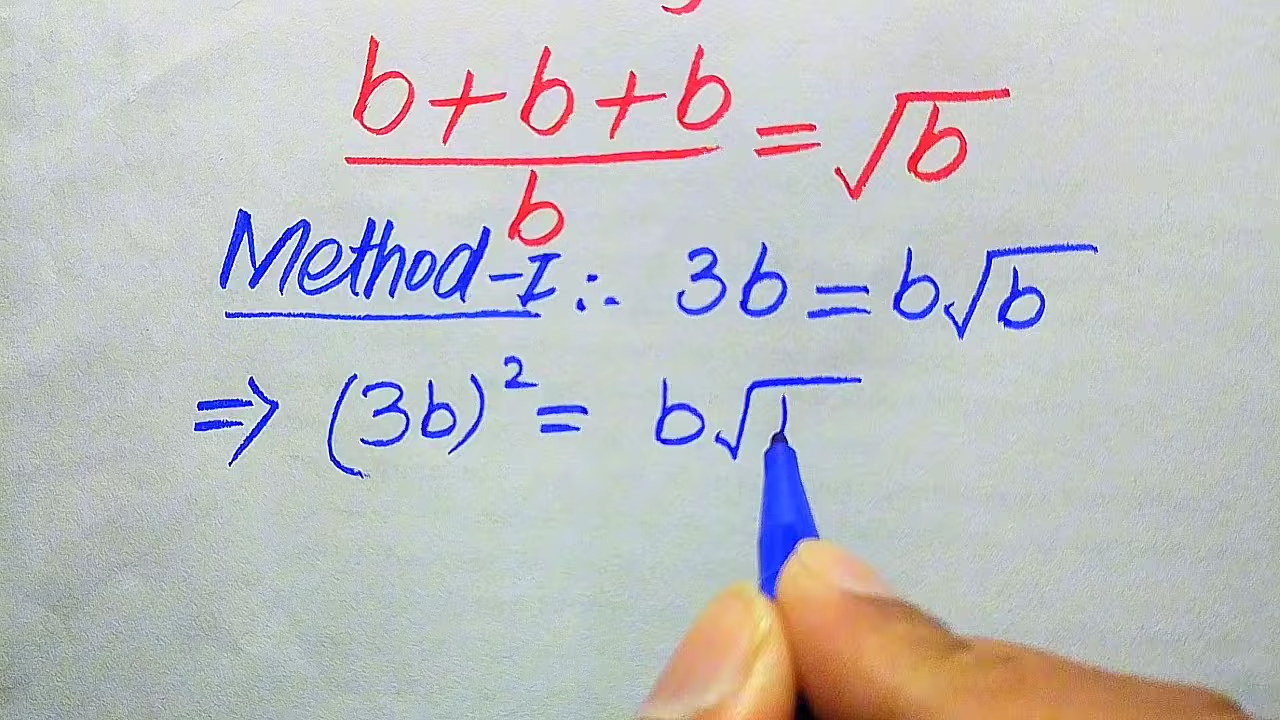 b+b+b
b = √b
Method-I :- 3b = b√b
⇒ (3b)² = b√